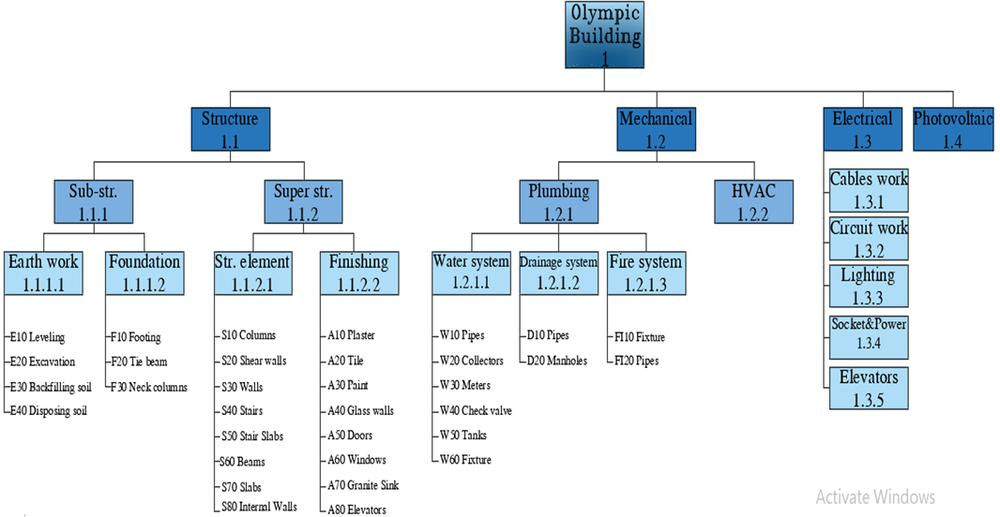 Olympic
Building
1
Structure
1.1
Mechanical
1.2
Electrical
1.3
Photovoltaic
1.4
Sub-str.
1.1.1
Super str.
1.1.2
Plumbing
1.2.1
HVAC
1.2.2
Cables work
1.3.1
Circuit work
1.3.2
Lighting
1.3.3
Socket&Power
1.3.4
Elevators
1.3.5
Earth work
1.1.1.1
Foundation
1.1.1.2
Str. element
1.1.2.1
Finishing
1.1.2.2
Water system
1.2.1.1
Drainage system
1.2.1.2
Fire system
1.2.1.3
E10 Leveling
E20 Excavation
E30 Backfilling soil
E40 Disposing soil
F10 Footing
F20 Tie beam
F30 Neck columns
S10 Columns
S20 Shear walls
S30 Walls
S40 Stairs
S50 Stair Slabs
S60 Beams
S70 Slabs
S80 Internal Walls
A10 Plaster
A20 Tile
A30 Paint
A40 Glass walls
A50 Doors
A60 Windows
A70 Granite Sink
A80 Elevators
W10 Pipes
W20 Collectors
W30 Meters
W40 Check valve
W50 Tanks
W60 Fixture
D10 Pipes
D20 Manholes
FI10 Fixture
FI20 Pipes
Activate Windows